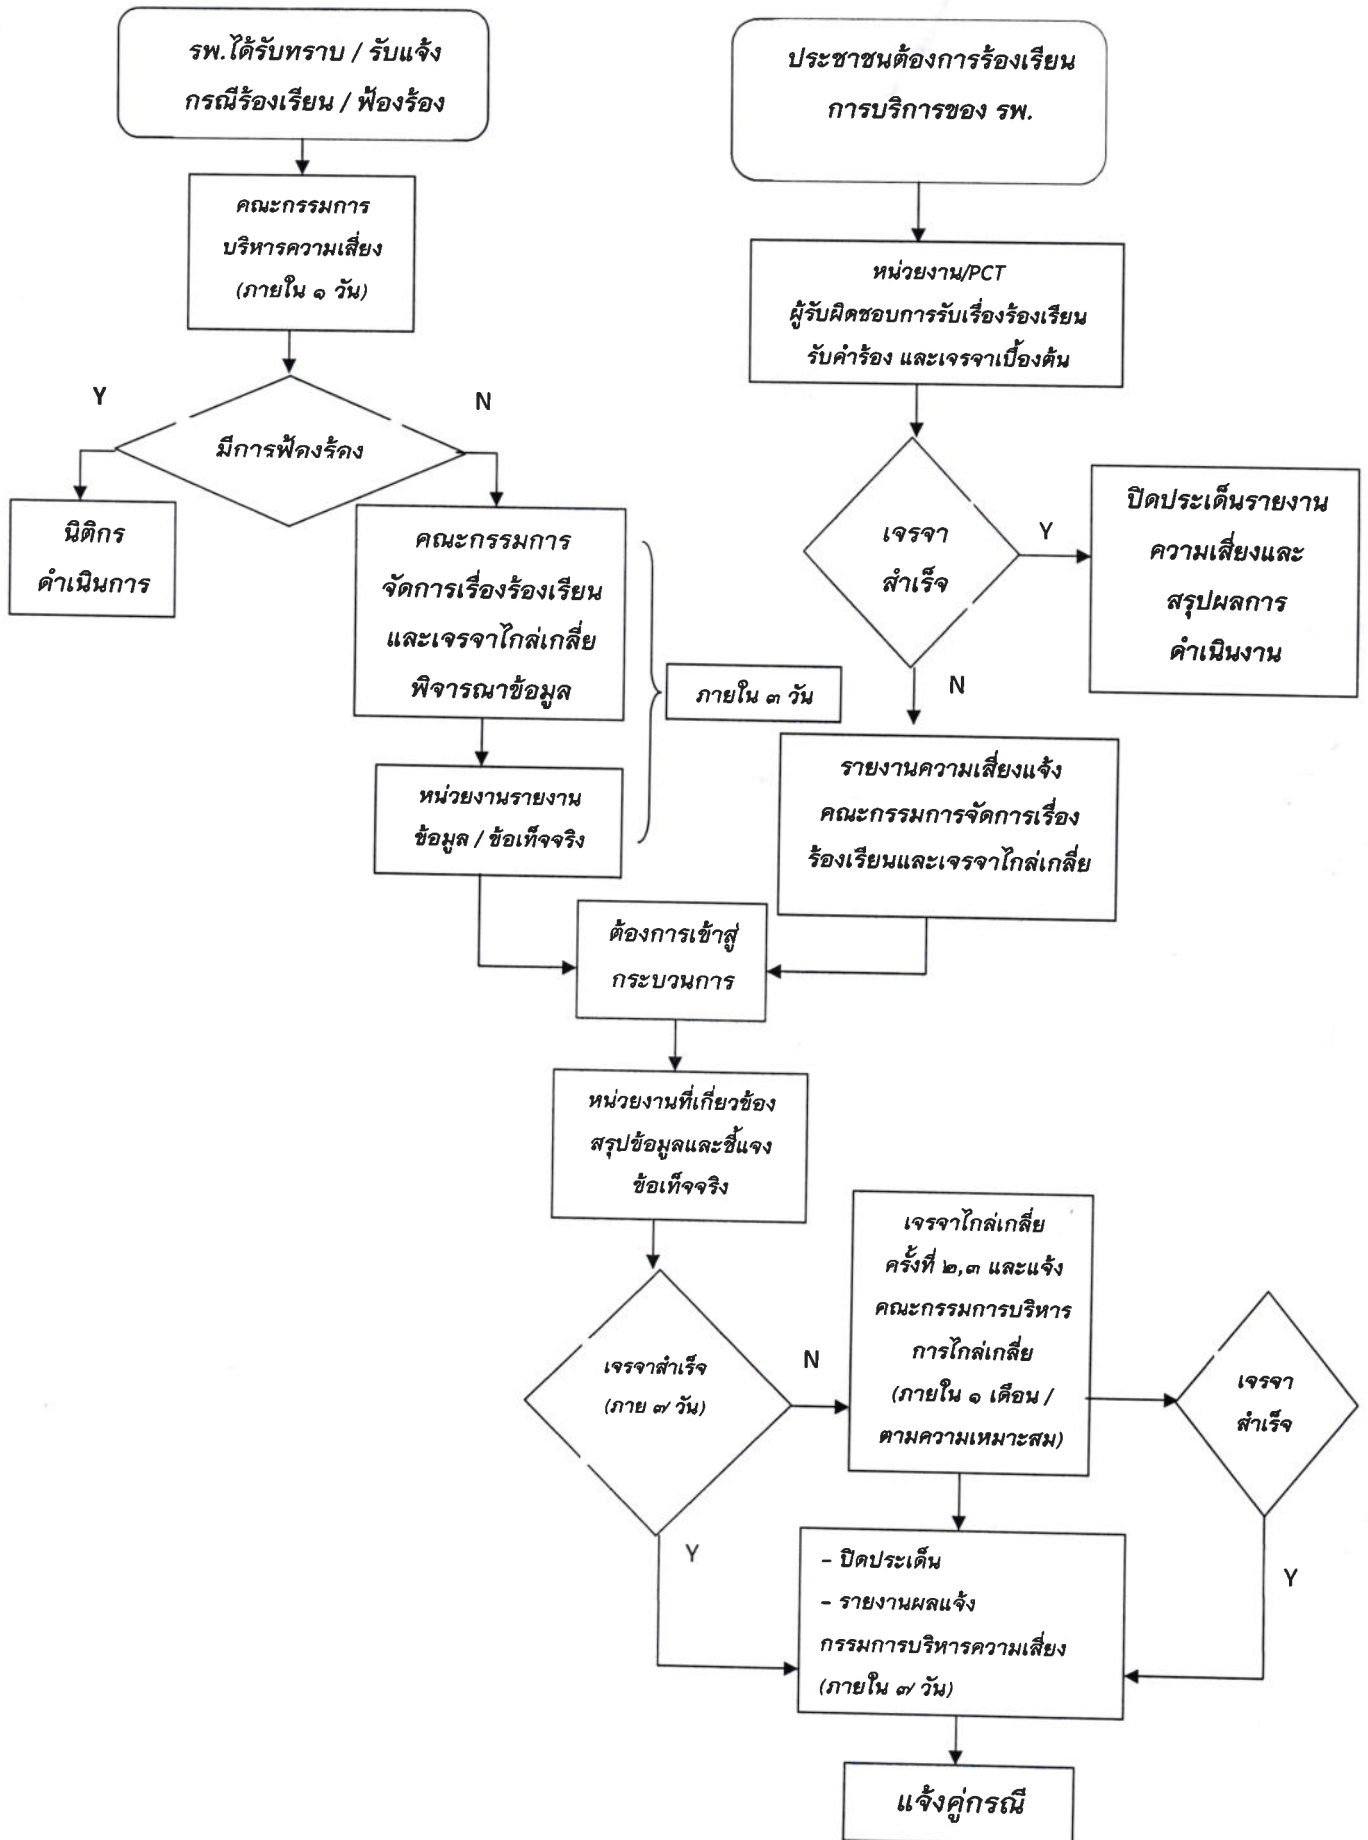 รพ.ได้รับทราบ / รับแจ้ง
กรณีร้องเรียน / ฟ้องร้อง
คณะกรรมการ
บริหารความเสี่ยง
(ภายใน ๑ วัน)
Y
N
มีการฟ้องร้อง
นิติกร
ดำเนินการ
คณะกรรมการ
จัดการเรื่องร้องเรียน
และเจรจาไกล่เกลี่ย
พิจารณาข้อมูล
ภายใน ๓ วัน
หน่วยงานรายงาน
ข้อมูล / ข้อเท็จจริง
ประชาชนต้องการร้องเรียน
การบริการของ รพ.
หน่วยงาน/PCT
ผู้รับผิดชอบการรับเรื่องร้องเรียน
รับคำร้อง และเจรจาเบื้องต้น
เจรจา
สำเร็จ
Y
ปิดประเด็นรายงาน
ความเสี่ยงและ
สรุปผลการ
ดำเนินงาน
N
รายงานความเสี่ยงแจ้ง
คณะกรรมการจัดการเรื่อง
ร้องเรียนและเจรจาไกล่เกลี่ย
ต้องการเข้าสู่
กระบวนการ
หน่วยงานที่เกี่ยวข้อง
สรุปข้อมูลและชี้แจง
ข้อเท็จจริง
เจรจาสำเร็จ
(ภาย ๗ วัน)
N
เจรจาไกล่เกลี่ย
ครั้งที่ ๒,๓ และแจ้ง
คณะกรรมการบริหาร
การไกล่เกลี่ย
(ภายใน ๑ เดือน /
ตามความเหมาะสม)
เจรจา
สำเร็จ
Y
Y
- ปิดประเด็น
- รายงานผลแจ้ง
กรรมการบริหารความเสี่ยง
(ภายใน ๗ วัน)
แจ้งคู่กรณี